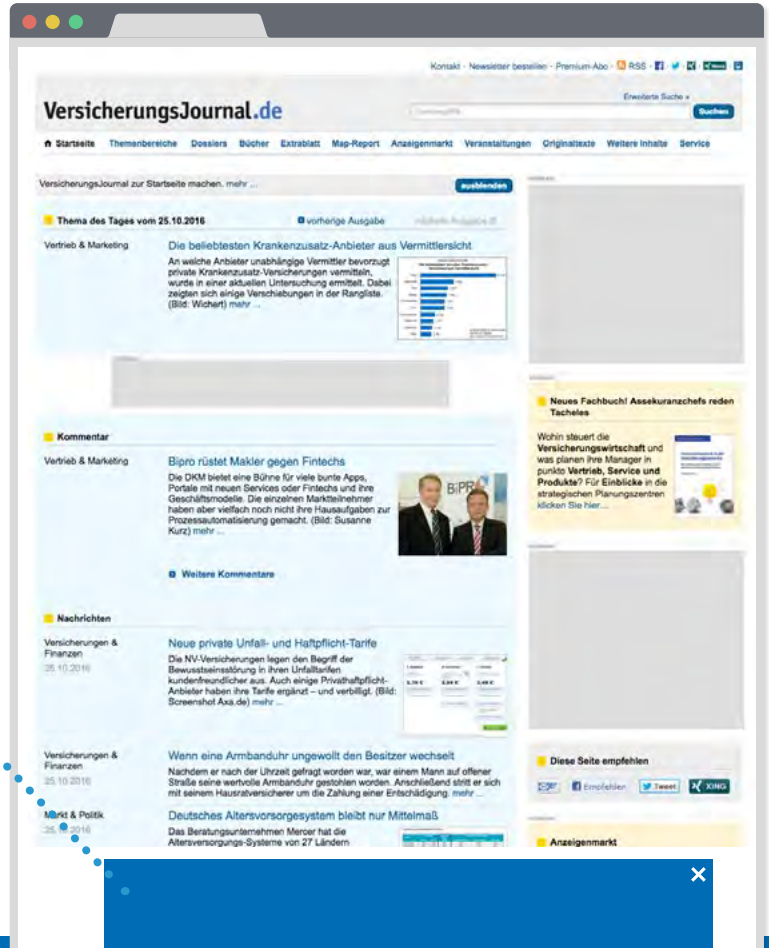 Kontakt - Newsletter bestellen - Premium-Abo - RSS -
Erweiterte Suche »
VersicherungsJournal.de
Suchen
Startseite Themenbereiche Dossiers Bücher Extrablatt Map-Report Anzeigenmarkt Veranstaltungen Originaltexte Weitere Inhalte Service
VersicherungsJournal zur Startseite machen. mehr ...
ausblenden
Thema des Tages vom 25.10.2016
vorherige Ausgabe
Vertrieb & Marketing
Die beliebtesten Krankenzusatz-Anbieter aus Vermittlersicht
An welche Anbieter unabhängige Vermittler bevorzugt
private Krankenzusatz-Versicherungen vermitteln,
wurde in einer aktuellen Untersuchung ermittelt. Dabei
zeigten sich einige Verschiebungen in der Rangliste.
(Bild: Wichert) mehr ...
Kommentar
Vertrieb & Marketing
Bipro rüstet Makler gegen Fintechs
Die DKM bietet eine Bühne für viele bunte Apps,
Portale mit neuen Services oder Fintechs und ihre
Geschäftsmodelle. Die einzelnen Marktteilnehmer
haben aber vielfach noch nicht ihre Hausaufgaben zur
Prozessautomatisierung gemacht. (Bild: Susanne
Kurz) mehr ...
BiPRO
Weitere Kommentare
Nachrichten
Versicherungen &
Finanzen
25.10.2016
Neue private Unfall- und Haftpflicht-Tarife
Die NV-Versicherungen legen den Begriff der
Bewusstseinsstörung in ihren Unfalltarifen
kundenfreundlicher aus. Auch einige Privathaftpflicht-
Anbieter haben ihre Tarife ergänzt – und verbilligt. (Bild:
Screenshot Axa.de) mehr ...
Versicherungen &
Finanzen
25.10.2016
Wenn eine Armbanduhr ungewollt den Besitzer wechselt
Nachdem er nach der Uhrzeit gefragt worden war, war einem Mann auf offener
Straße seine wertvolle Armbanduhr gestohlen worden. Anschließend stritt er sich
mit seinem Hausratversicherer um die Zahlung einer Entschädigung. mehr ...
Markt & Politik
25.10.2016
Deutsches Altersvorsorgesystem bleibt nur Mittelmaß
Das Beratungsunternehmen Mercer hat die
Altersversorgungs-Systeme von 27 Ländern
Neues Fachbuch! Assekuranzchefs reden
Tacheles
Wohin steuert die
Versicherungswirtschaft und
was planen ihre Manager in
punkto Vertrieb, Service und
Produkte? Für Einblicke in die
strategischen Planungszentren
klicken Sie hier...
Diese Seite empfehlen
Empfehlen Tweet XING
Anzeigenmarkt